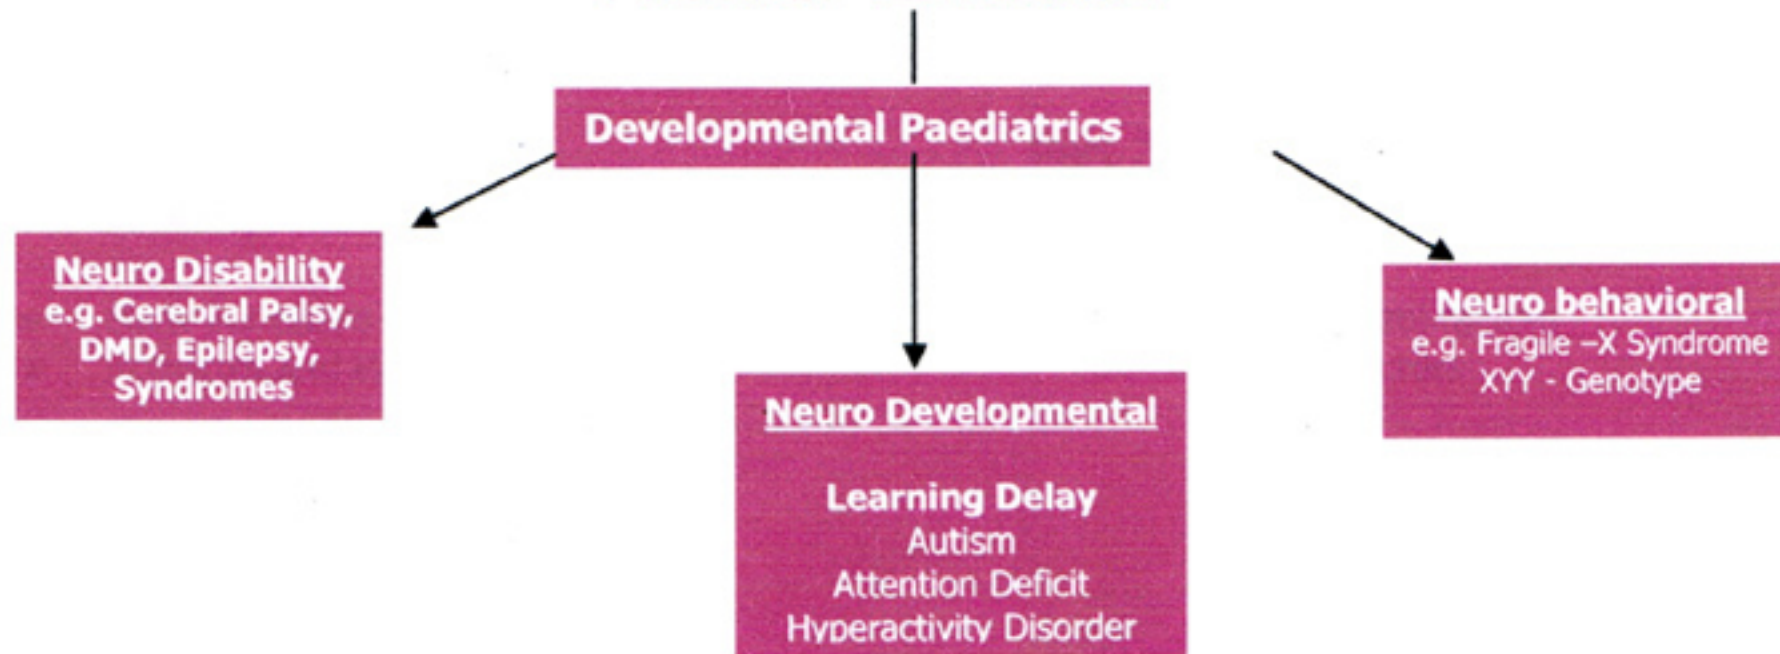 Developmental Paediatrics
Neuro Disability
e.g. Cerebral Palsy,
DMD, Epilepsy,
Syndromes
Neuro Developmental
Learning Delay
Autism
Attention Deficit
Hyperactivity Disorder
Neuro behavioral
e.g. Fragile –X Syndrome
XYY - Genotype